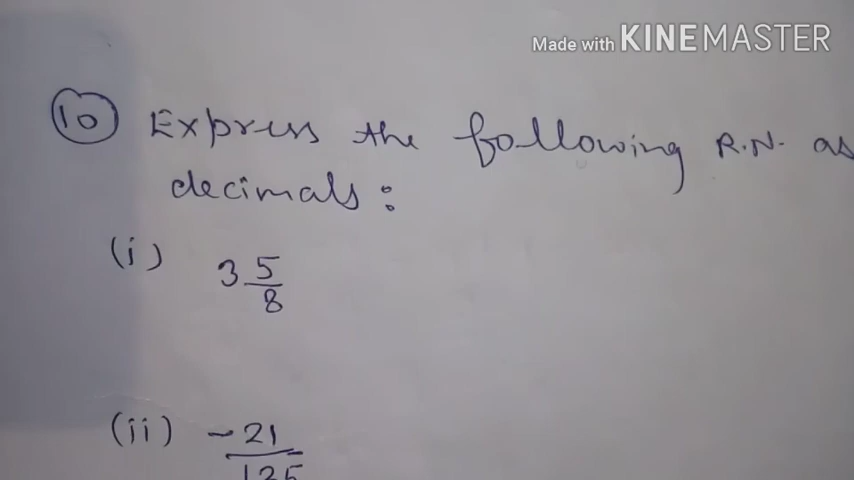 Made with KINEMASTER
10 Express the following R.N. as
decimals:
(i) 3 5/8
(ii) -21/125